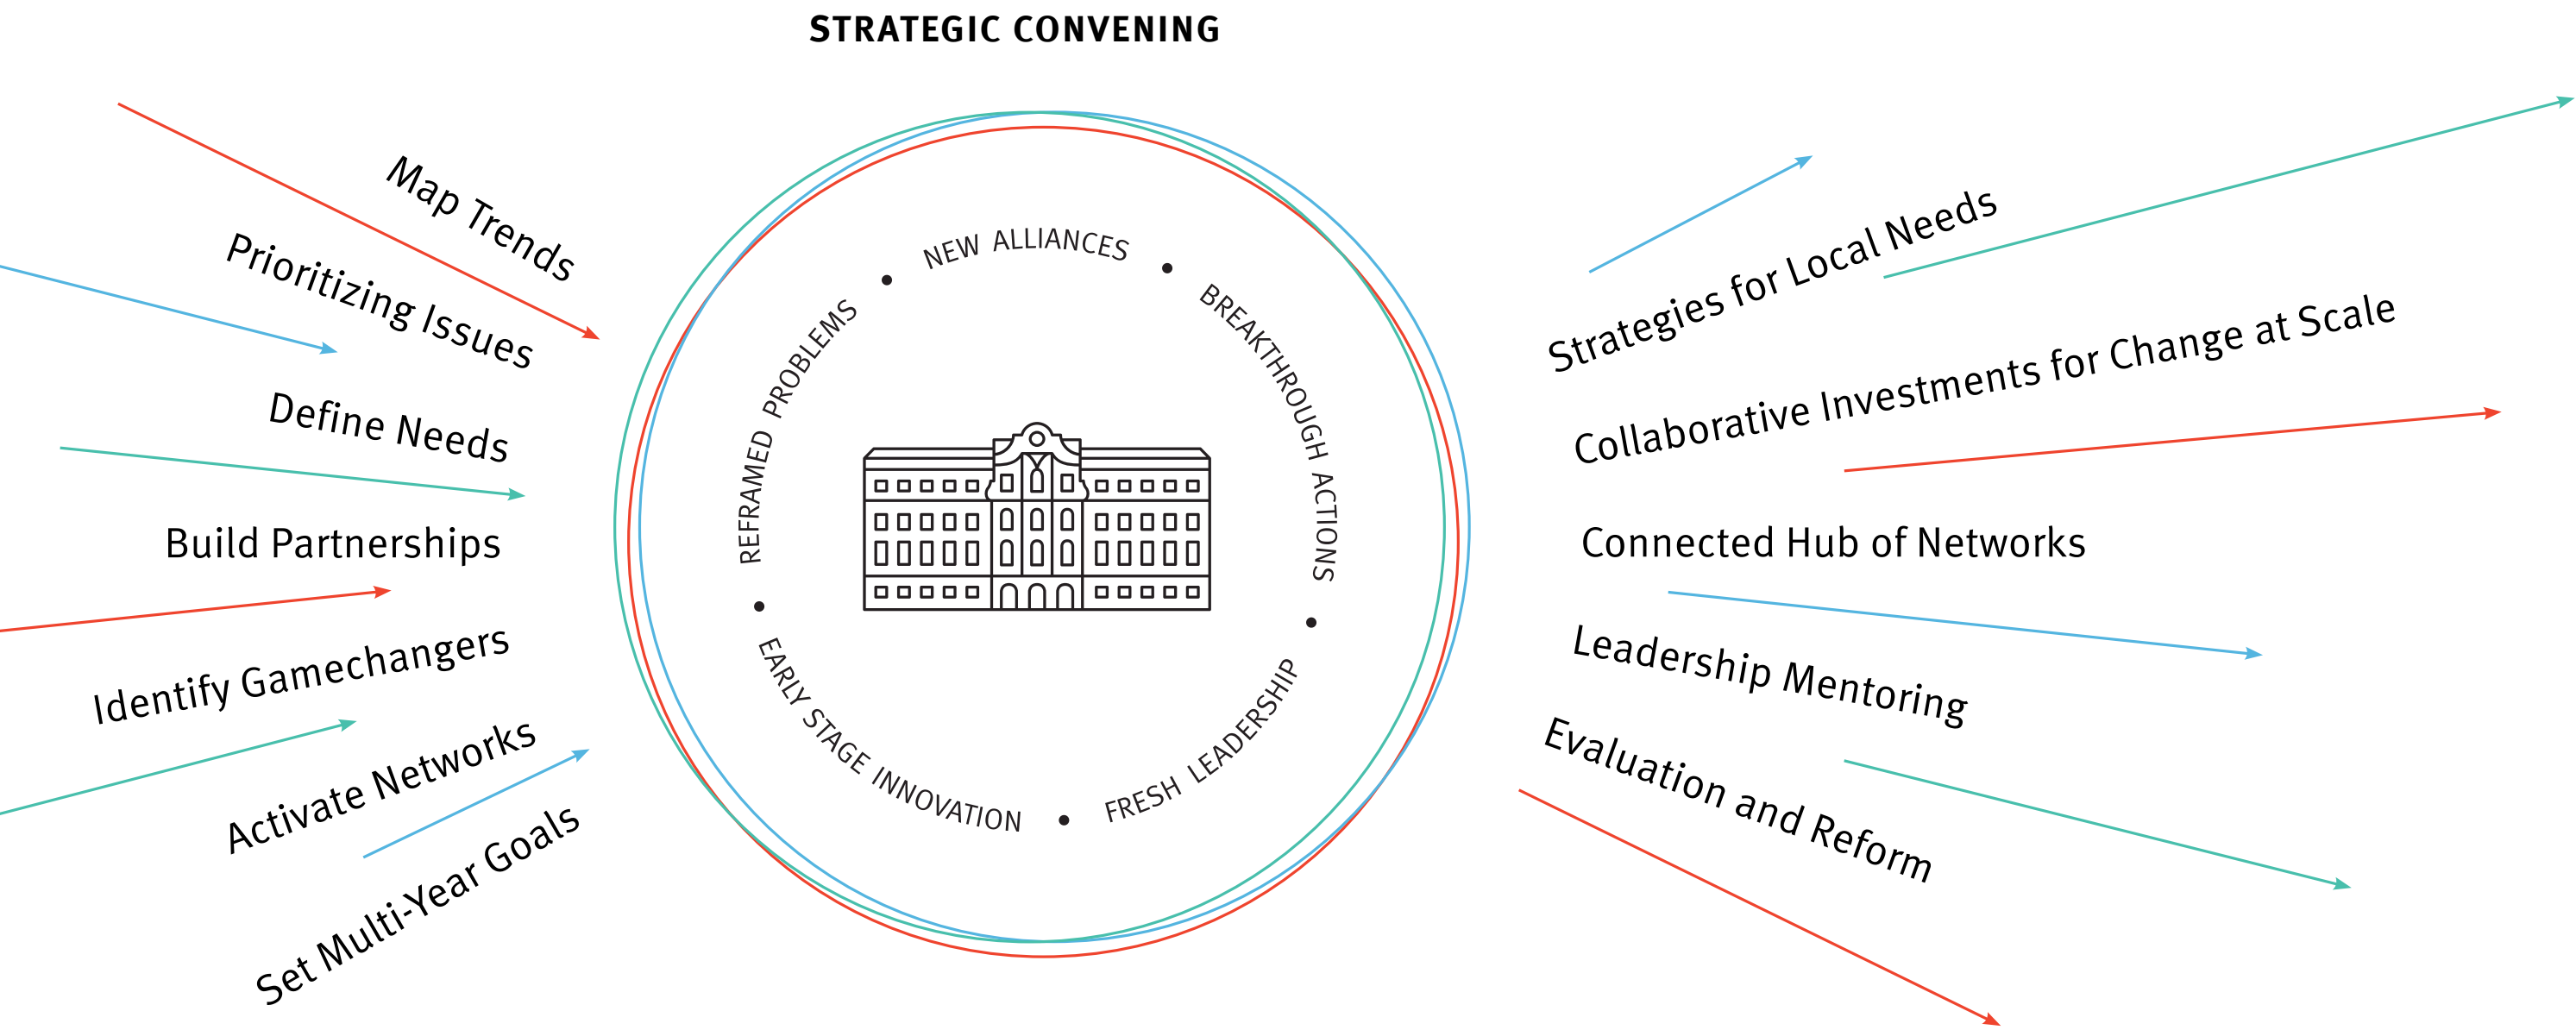 STRATEGIC CONVENING
Map Trends
Prioritizing Issues
Define Needs
Build Partnerships
Identify Gamechangers
Activate Networks
Set Multi-Year Goals
REFRAMED PROBLEMS
•
NEW ALLIANCES
•
BREAKTHROUGH ACTIONS
•
FRESH LEADERSHIP
•
EARLY STAGE INNOVATION
•
Strategies for Local Needs
Collaborative Investments for Change at Scale
Connected Hub of Networks
Leadership Mentoring
Evaluation and Reform